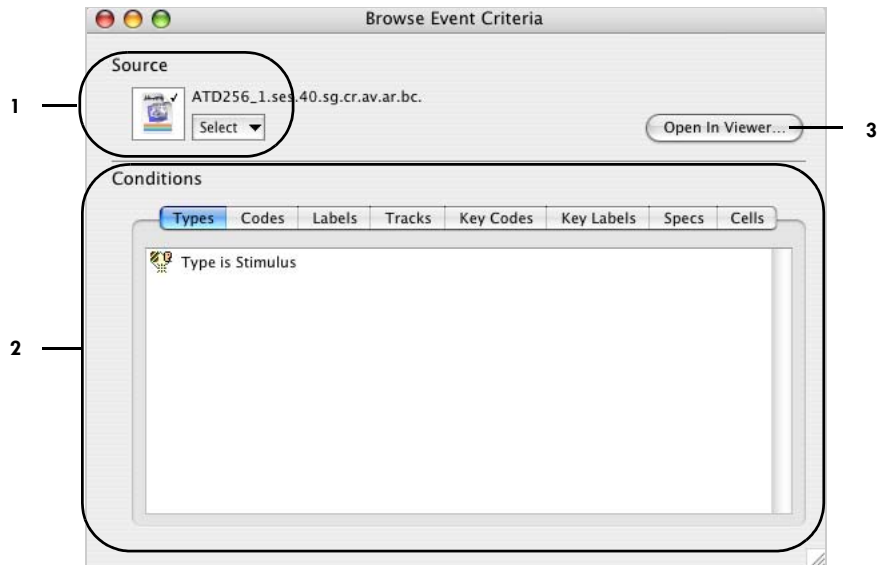 Browse Event Criteria
Source
1
ATD256_1.ses.40.sg.cr.av.ar.bc.
Select
Open In Viewer...
3
Conditions
Types Codes Labels Tracks Key Codes Key Labels Specs Cells
Type is Stimulus
2